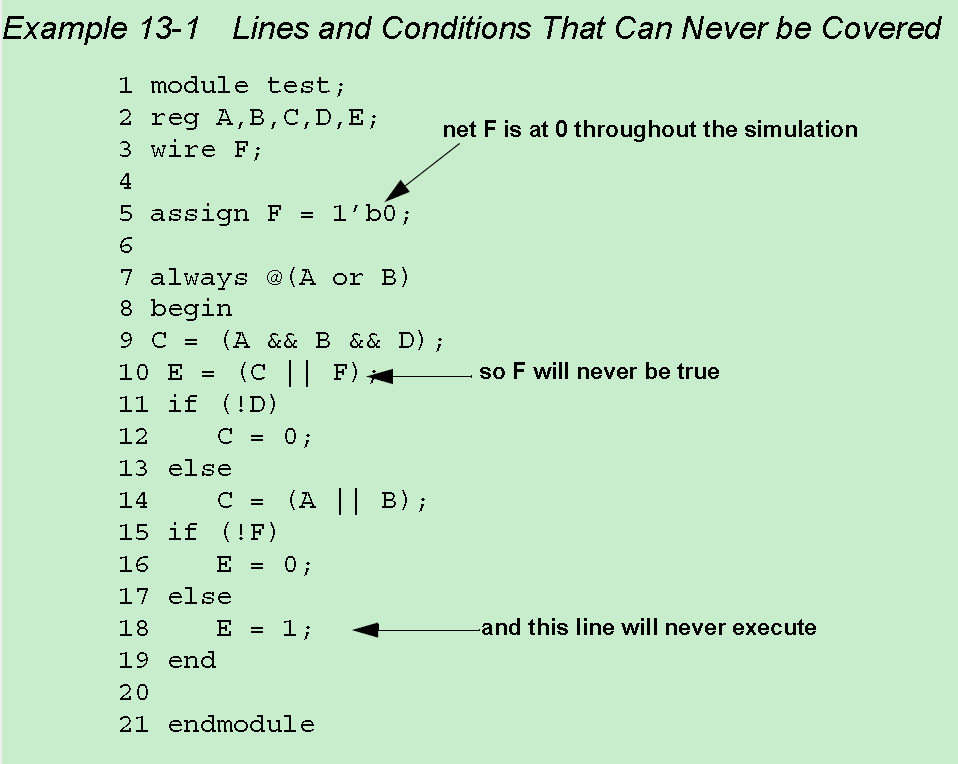 Example 13-1 Lines and Conditions That Can Never be Covered
1 module test;
2 reg A,B,C,D,E;
net F is at 0 throughout the simulation
3 wire F;
4
5 assign F = 1’b0;
6
7 always @(A or B)
8 begin
9 C = (A && B && D);
10 E = (C || F); so F will never be true
11 if (!D)
12 C = 0;
13 else
14 C = (A || B);
15 if (!F)
16 E = 0;
17 else
18 E = 1; and this line will never execute
19 end
20
21 endmodule